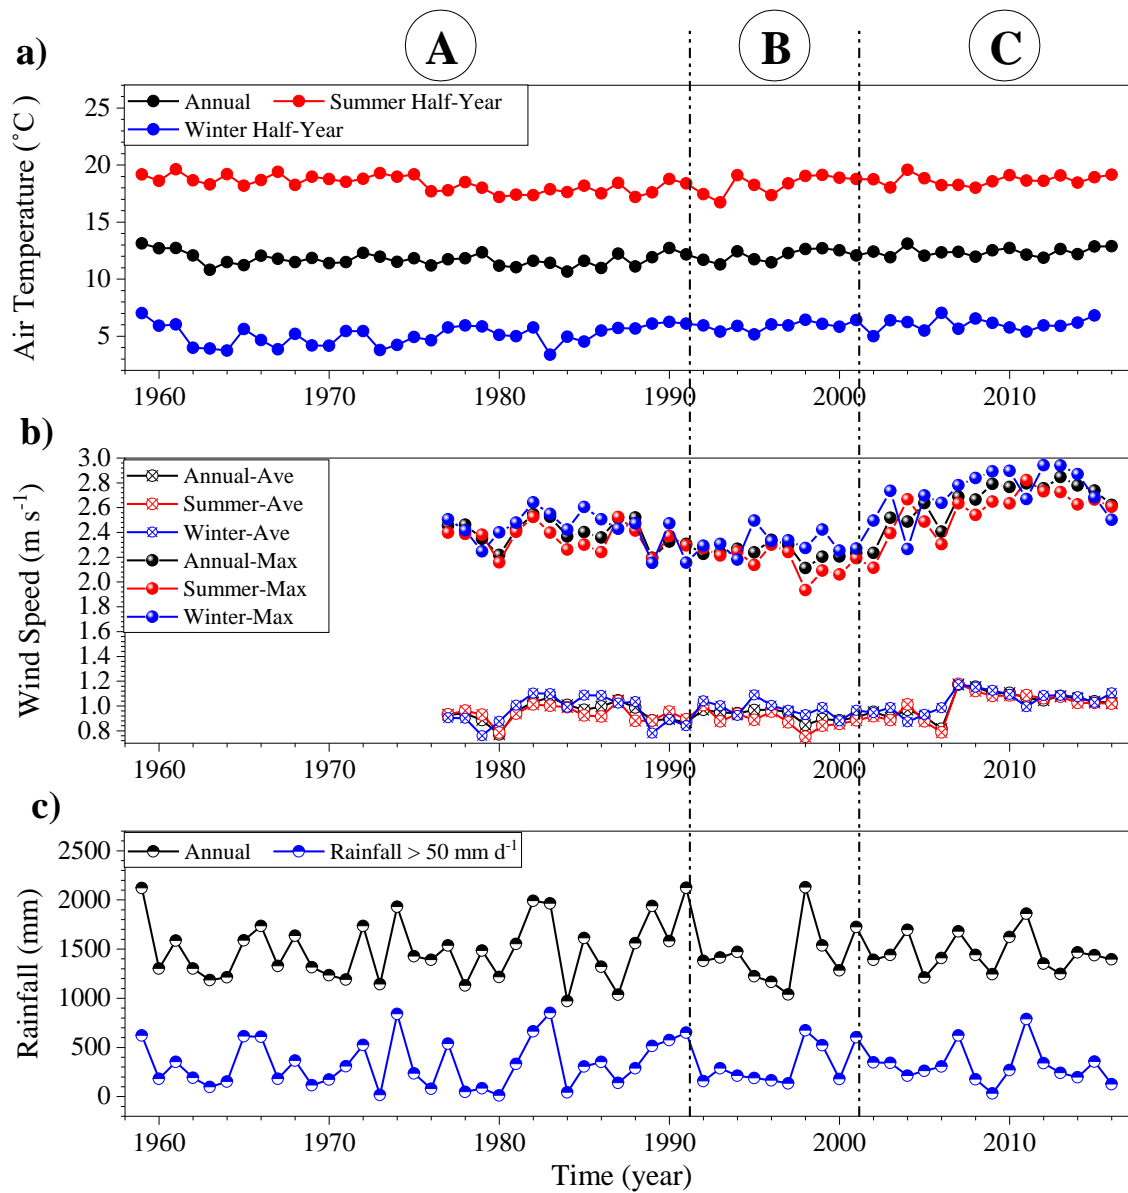 A B C
a)
Annual Summer Half-Year
Winter Half-Year
Air Temperature (˚C)
25
20
15
10
5
1960 1970 1980 1990 2000 2010
b)
Annual-Ave
Summer-Ave
Winter-Ave
Annual-Max
Summer-Max
Winter-Max
Wind Speed (m s⁻¹)
3.0
2.8
2.6
2.4
2.2
2.0
1.8
1.6
1.4
1.2
1.0
0.8
1960 1970 1980 1990 2000 2010
c)
Annual Rainfall > 50 mm d⁻¹
Rainfall (mm)
2500
2000
1500
1000
500
0
1960 1970 1980 1990 2000 2010
Time (year)